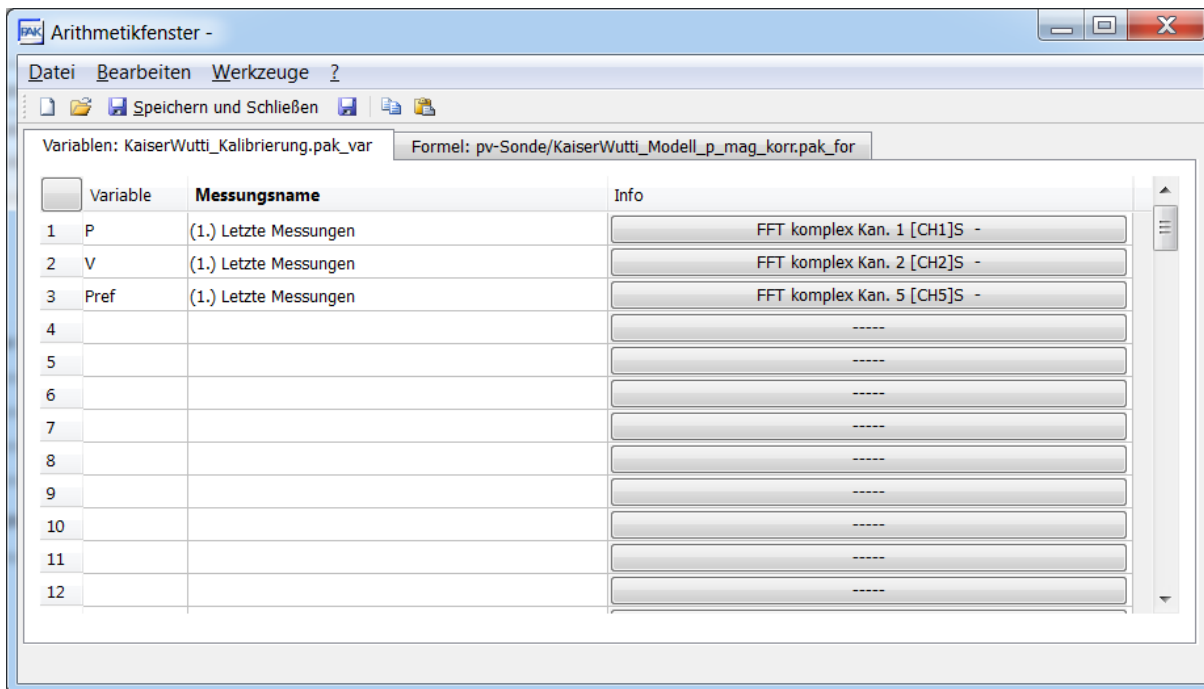 PAK Arithmetikfenster -
Datei Bearbeiten Werkzeuge ?
Speichern und Schließen
Variablen: KaiserWutti_Kalibrierung.pak_var Formel: pv-Sonde/KaiserWutti_Modell_p_mag_korr.pak_for
Variable Messungsname Info
1 P (1.) Letzte Messungen FFT komplex Kan. 1 [CH1]S -
2 V (1.) Letzte Messungen FFT komplex Kan. 2 [CH2]S -
3 Pref (1.) Letzte Messungen FFT komplex Kan. 5 [CH5]S -
4 -----
5 -----
6 -----
7 -----
8 -----
9 -----
10 -----
11 -----
12 -----